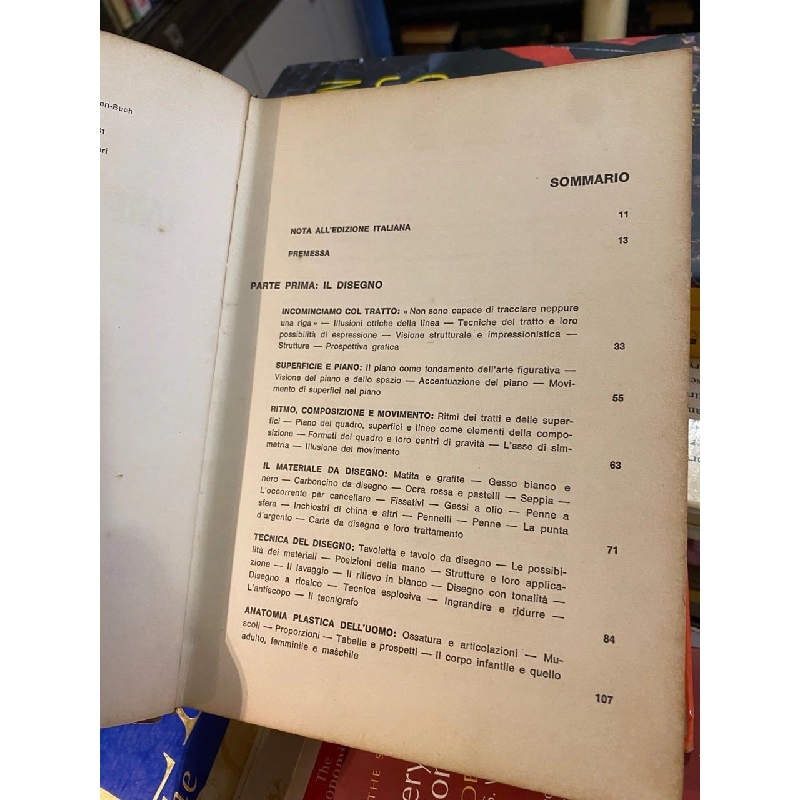 on-Buch
SOMMARIO
NOTA ALL'EDIZIONE ITALIANA 11
PREMESSA 13
PARTE PRIMA: IL DISEGNO
INCOMINCIAMO COL TRATTO: « Non sono capace di tracciare neppure
una riga » — Illusioni ottiche della linea — Tecniche del tratto e loro
possibilità di espressione — Visione strutturale e impressionistica —
Strutture — Prospettiva grafica 33
SUPERFICIE E PIANO: Il piano come fondamento dell'arte figurativa —
Visione del piano e dello spazio — Accentuazione del piano — Movi-
mento di superfici nel piano 55
RITMO, COMPOSIZIONE E MOVIMENTO: Ritmi dei tratti e delle super-
fici — Piano del quadro, superfici e linee come elementi della compo-
sizione — Formati del quadro e loro centri di gravità — L'asse di sim-
metria — Illusione del movimento 63
IL MATERIALE DA DISEGNO: Matita e grafite — Gesso bianco e
nero — Carboncino da disegno — Ocra rossa e pastelli — Seppia —
L'occorrente per cancellare — Fissativi — Gessi a olio — Penne a
sfera — Inchiostri di china e altri — Pennelli — Penne — La punta
d'argento — Carte da disegno e loro trattamento 71
TECNICA DEL DISEGNO: Tavoletta e tavolo da disegno — Le possibi-
lità dei materiali — Posizioni della mano — Strutture e loro applica-
zione — Il lavaggio — Il rilievo in bianco — Disegno con tonalità —
Disegno a ricalco — Tecnica esplosiva — Ingrandire e ridurre —
L'antiscopo — Il tecnigrafo 84
ANATOMIA PLASTICA DELL'UOMO: Ossatura e articolazioni — Mu-
scoli — Proporzioni — Tabelle e prospetti — Il corpo infantile e quello
adulto, femminile e maschile 107
The
THE S